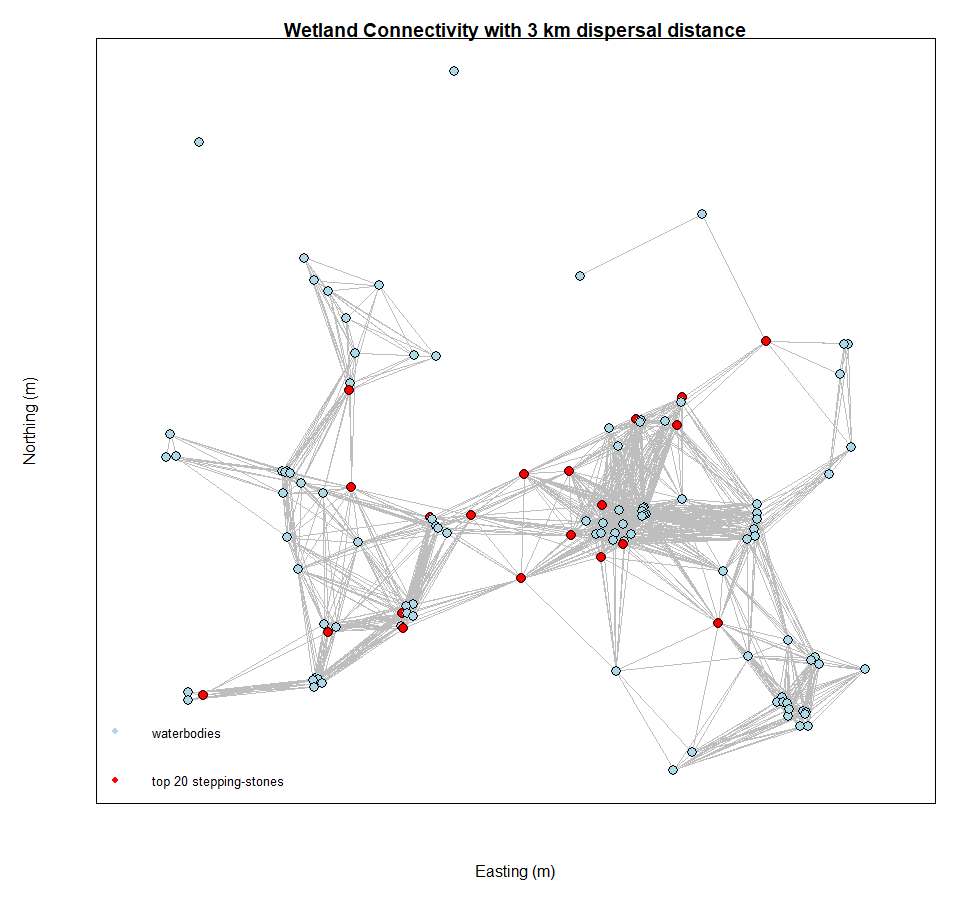 Wetland Connectivity with 3 km dispersal distance
Northing (m)
waterbodies
top 20 stepping-stones
Easting (m)